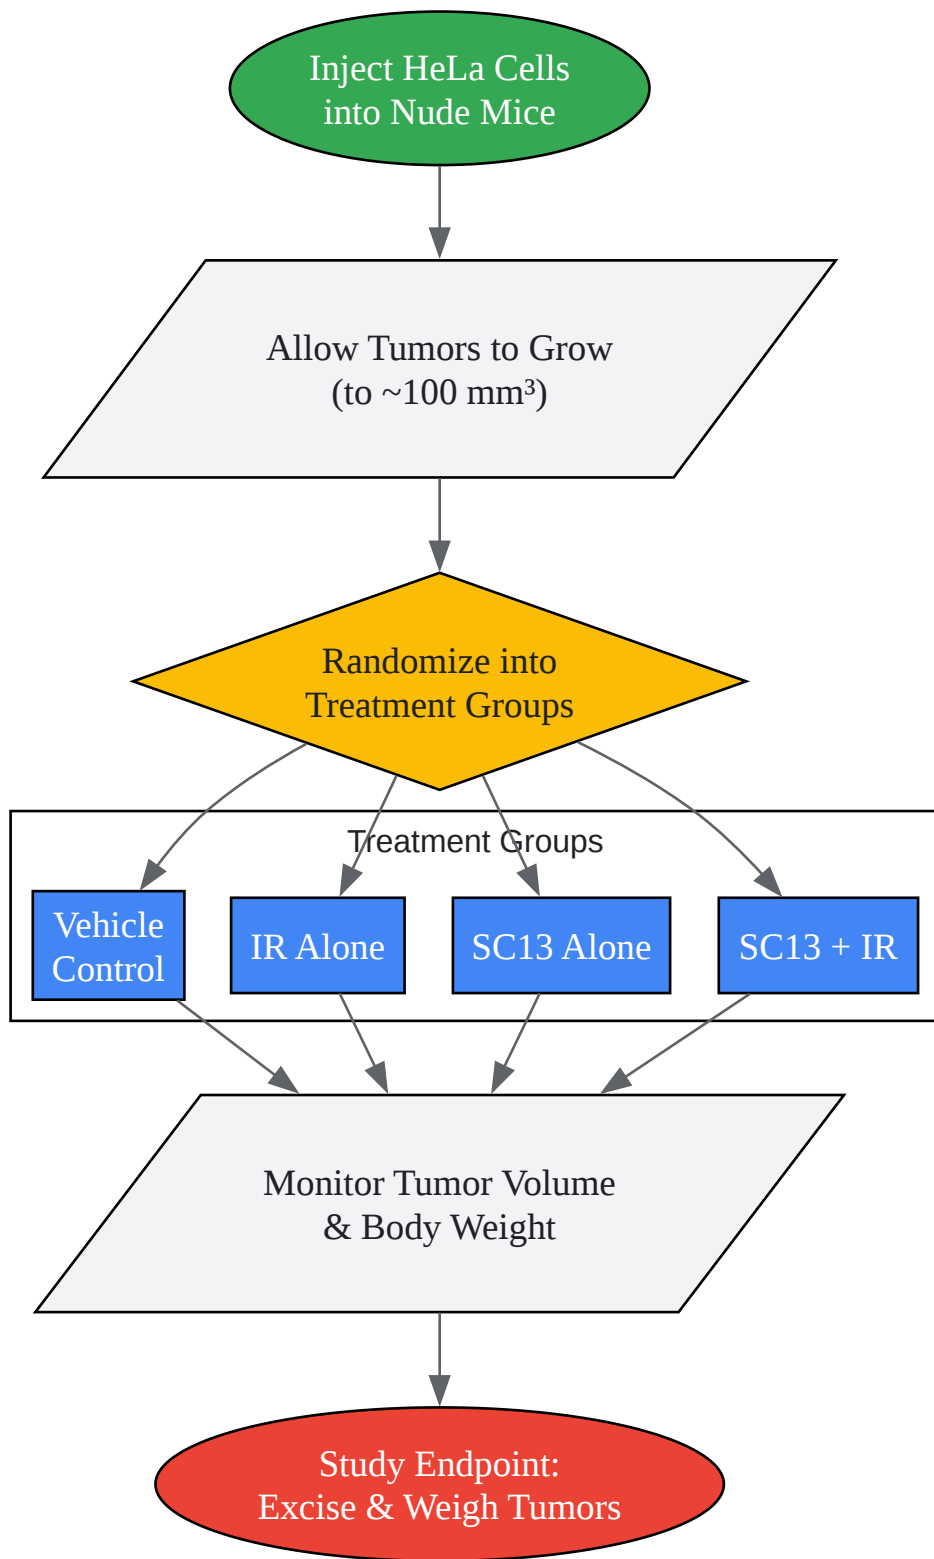 Inject HeLa Cells
into Nude Mice
Allow Tumors to Grow
(to ~100 mm³)
Randomize into
Treatment Groups
Treatment Groups
Vehicle
Control
IR Alone
SC13 Alone
SC13 + IR
Monitor Tumor Volume
& Body Weight
Study Endpoint:
Excise & Weigh Tumors